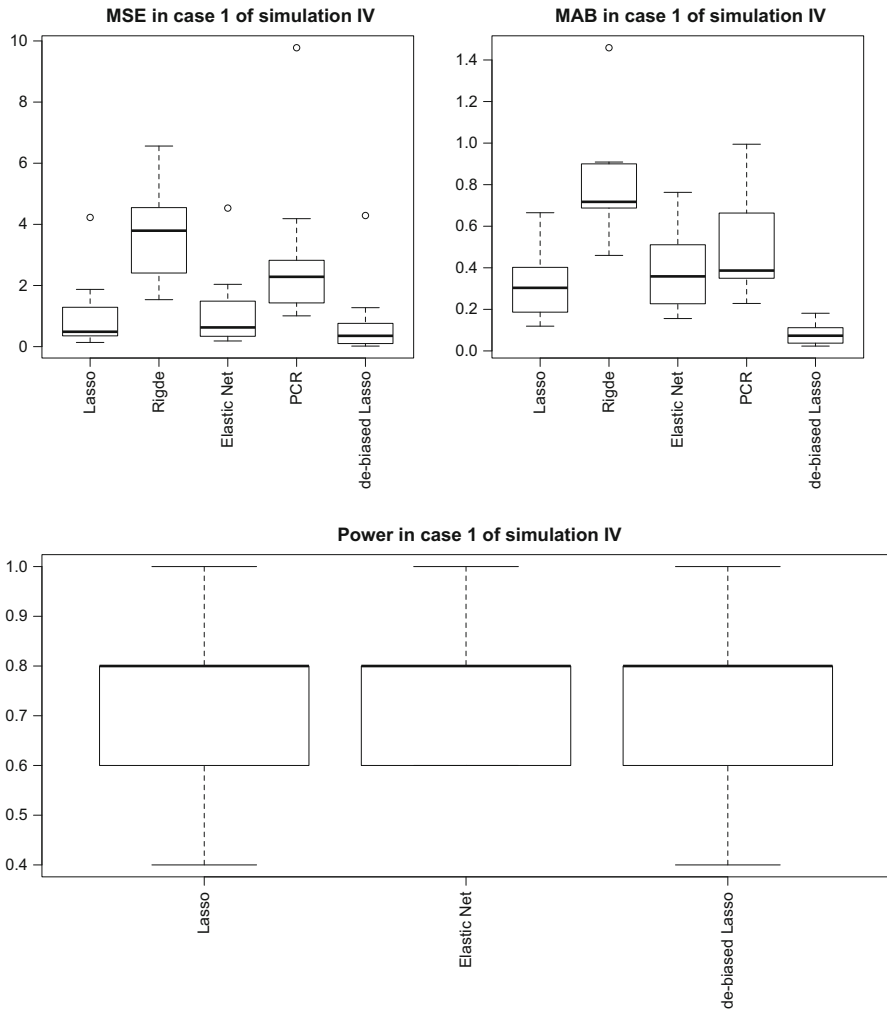 MSE in case 1 of simulation IV
10
8
6
4
2
0
Lasso
Rigde
Elastic Net
PCR
de-biased Lasso
MAB in case 1 of simulation IV
1.4
1.2
1.0
0.8
0.6
0.4
0.2
0.0
Lasso
Rigde
Elastic Net
PCR
de-biased Lasso
Power in case 1 of simulation IV
1.0
0.9
0.8
0.7
0.6
0.5
0.4
Lasso
Elastic Net
de-biased Lasso